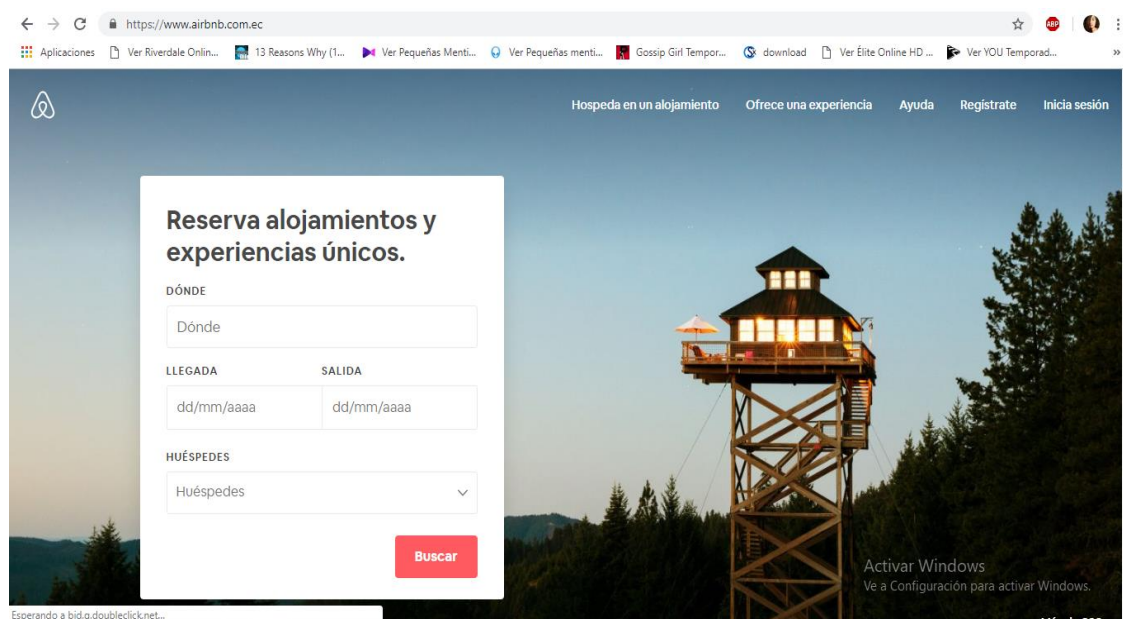 https://www.airbnb.com.ec
ABP
Aplicaciones Ver Riverdale Onlin... 13 Reasons Why (1... Ver Pequeñas Menti... Ver Pequeñas menti... Gossip Girl Tempor... download Ver Élite Online HD ... Ver YOU Temporad... »
Hospeda en un alojamiento Ofrece una experiencia Ayuda Regístrate Inicia sesión
Reserva alojamientos y
experiencias únicos.
DÓNDE
Dónde
LLEGADA SALIDA
dd/mm/aaaa dd/mm/aaaa
HUÉSPEDES
Huéspedes
Buscar
Activar Windows
Ve a Configuración para activar Windows.
Esperando a bid.g.doubleclick.net...